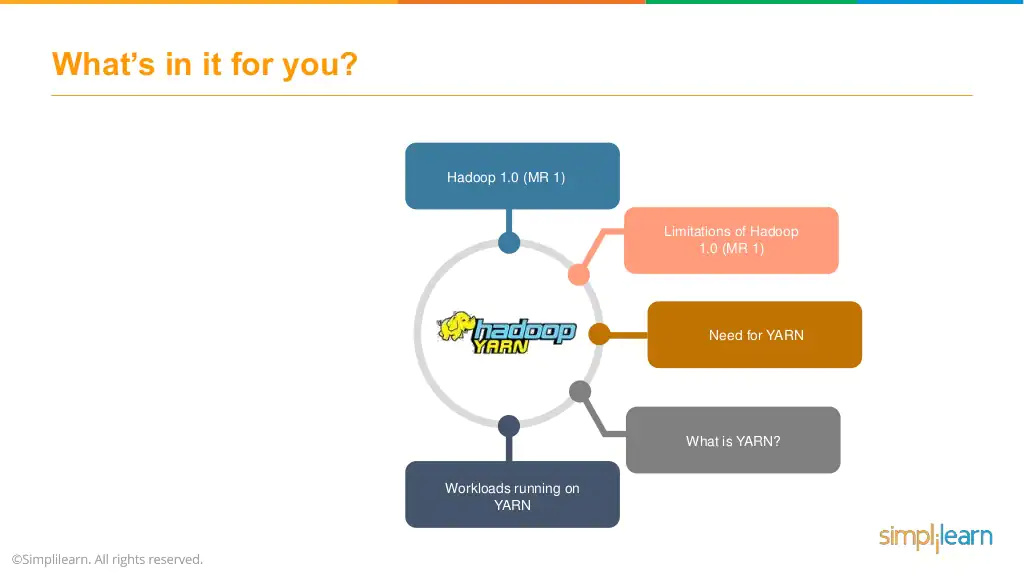 What’s in it for you?
Hadoop 1.0 (MR 1)
Limitations of Hadoop
1.0 (MR 1)
Need for YARN
hadoop
YARN
What is YARN?
Workloads running on
YARN
simplilearn
©Simplilearn. All rights reserved.